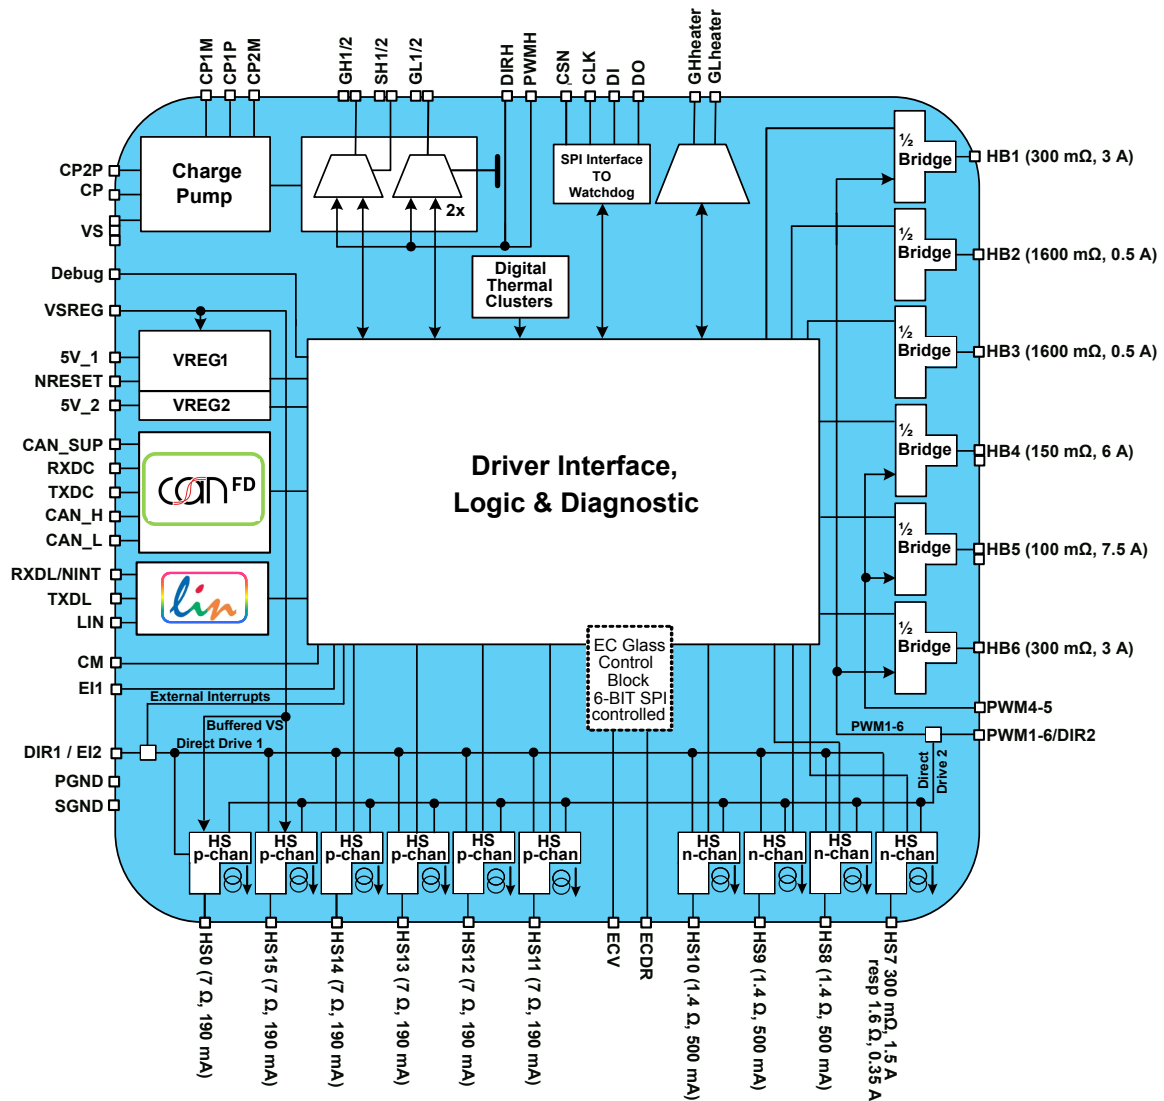 CP1M
CP1P
CP2M
GH1/2
SH1/2
GL1/2
DIRH
PWMH
CSN
CLK
DI
DO
GHheater
GLheater
CP2P
CP
VS
Debug
VSREG
5V_1
NRESET
5V_2
CAN_SUP
RXDC
TXDC
CAN_H
CAN_L
RXDL/NINT
TXDL
LIN
CM
EI1
DIR1 / EI2
PGND
SGND
Charge
Pump
2x
SPI Interface
TO
Watchdog
Digital
Thermal
Clusters
VREG1
VREG2
CAN FD
lin
Driver Interface,
Logic & Diagnostic
EC Glass
Control
Block
6-BIT SPI
controlled
½
Bridge
HB1 (300 mΩ, 3 A)
½
Bridge
HB2 (1600 mΩ, 0.5 A)
½
Bridge
HB3 (1600 mΩ, 0.5 A)
½
Bridge
HB4 (150 mΩ, 6 A)
½
Bridge
HB5 (100 mΩ, 7.5 A)
½
Bridge
HB6 (300 mΩ, 3 A)
PWM4-5
PWM1-6
PWM1-6/DIR2
Direct
Drive 2
External Interrupts
Buffered VS
Direct Drive 1
HS
p-chan
HS
p-chan
HS
p-chan
HS
p-chan
HS
p-chan
HS
p-chan
HS
n-chan
HS
n-chan
HS
n-chan
HS
n-chan
HS0 (7 Ω, 190 mA)
HS15 (7 Ω, 190 mA)
HS14 (7 Ω, 190 mA)
HS13 (7 Ω, 190 mA)
HS12 (7 Ω, 190 mA)
HS11 (7 Ω, 190 mA)
ECV
ECDR
HS10 (1.4 Ω, 500 mA)
HS9 (1.4 Ω, 500 mA)
HS8 (1.4 Ω, 500 mA)
HS7 300 mΩ, 1.5 A
resp 1.6 Ω, 0.35 A